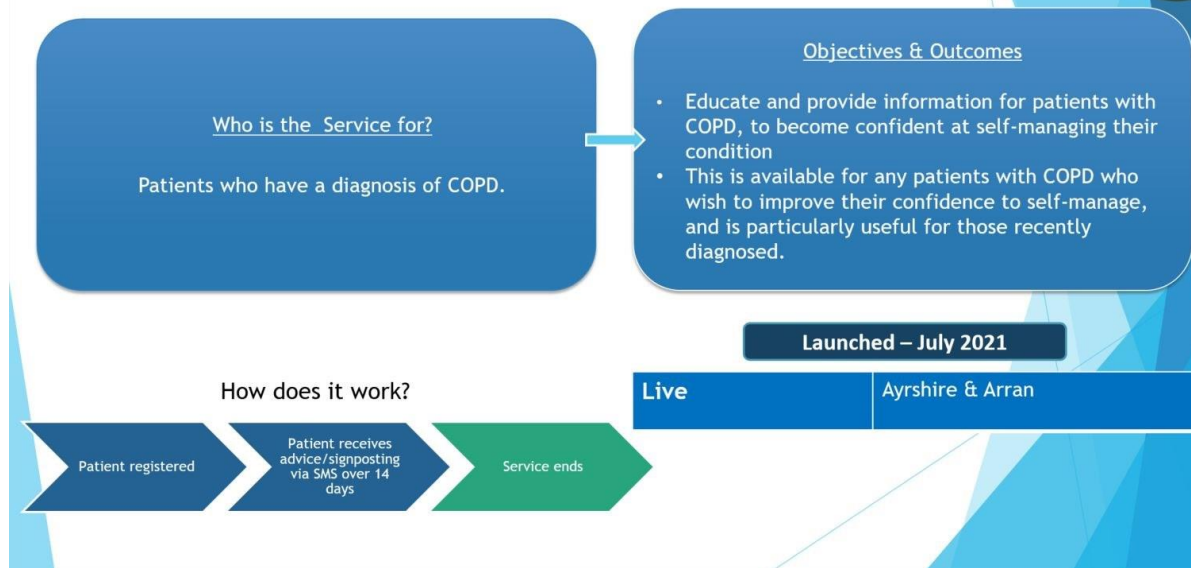 Who is the Service for?
Patients who have a diagnosis of COPD.
Objectives & Outcomes
• Educate and provide information for patients with
COPD, to become confident at self-managing their
condition
• This is available for any patients with COPD who
wish to improve their confidence to self-manage,
and is particularly useful for those recently
diagnosed.
Launched – July 2021
Live
Ayrshire & Arran
How does it work?
Patient registered
Patient receives
advice/signposting
via SMS over 14
days
Service ends